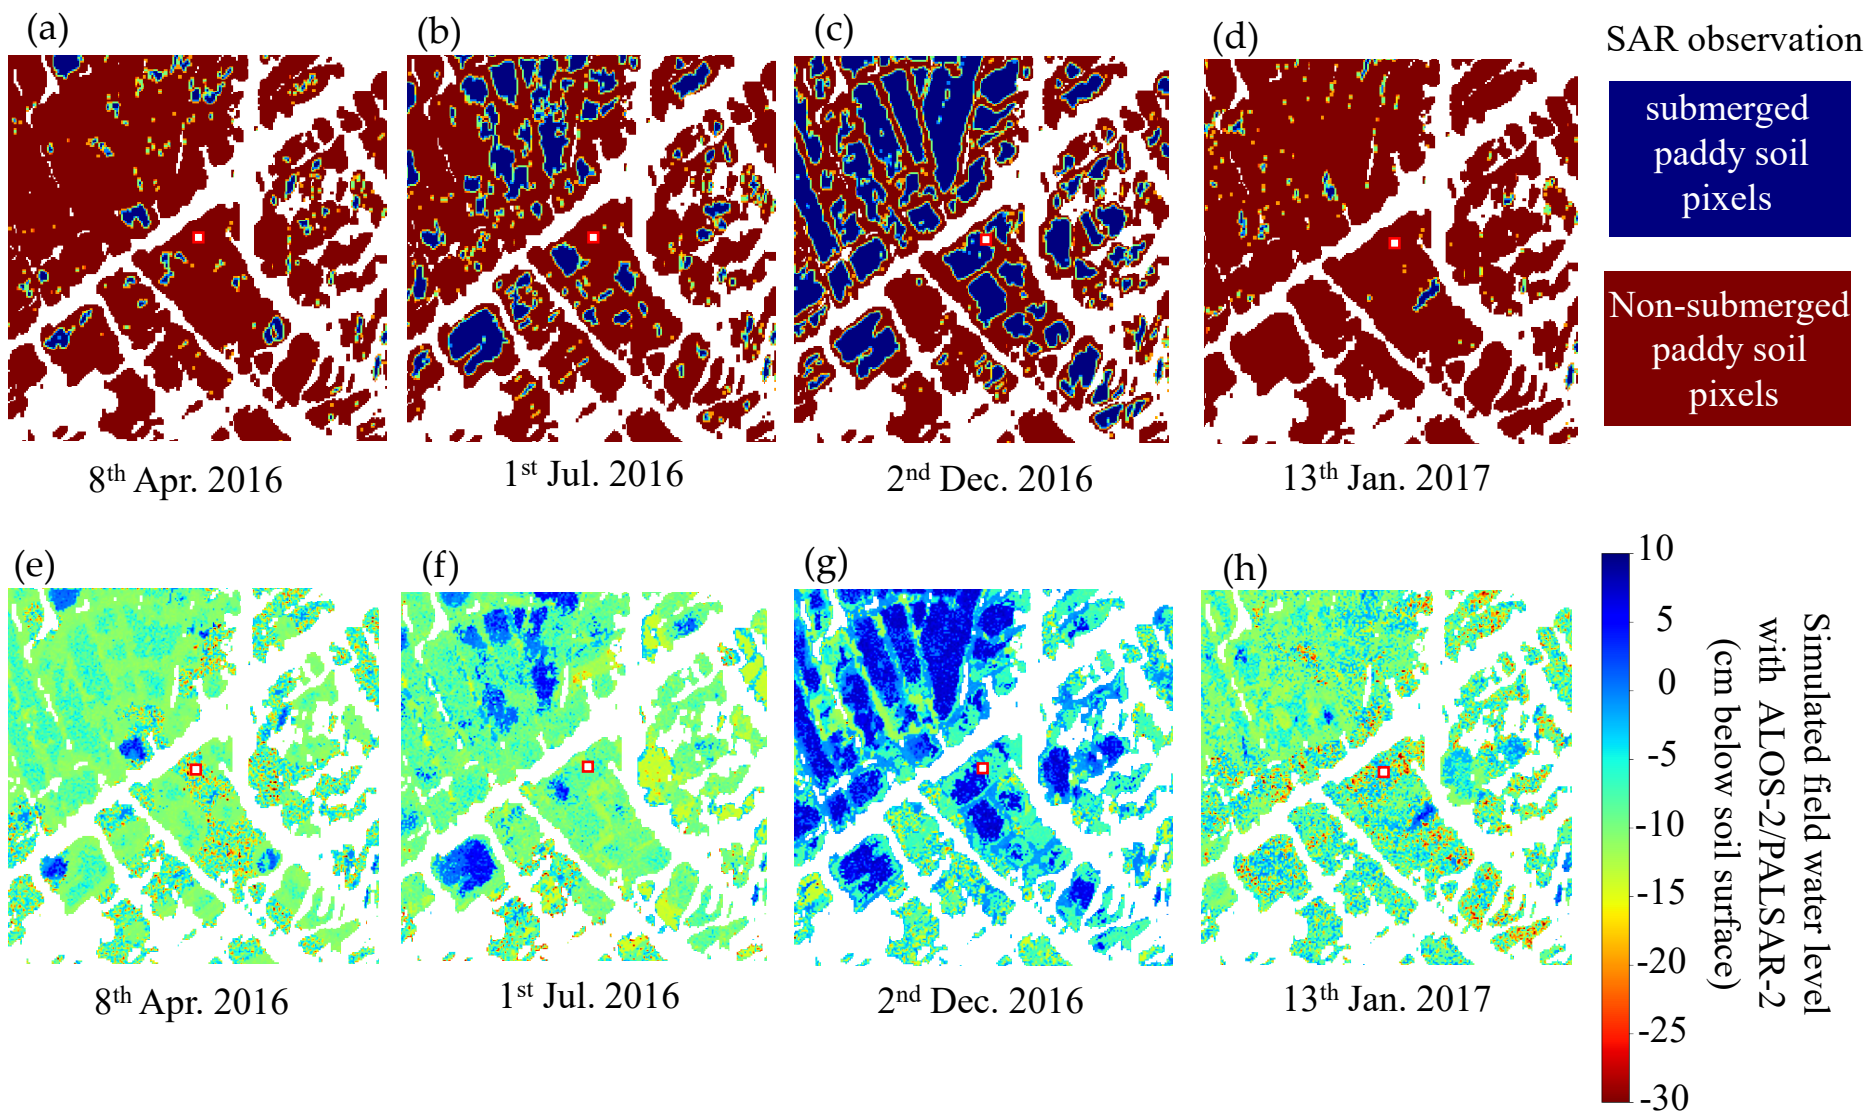 (a)
(b)
(c)
(d)
SAR observation
submerged
paddy soil
pixels
Non-submerged
paddy soil
pixels
8th Apr. 2016
1st Jul. 2016
2nd Dec. 2016
13th Jan. 2017
(e)
(f)
(g)
(h)
10
5
0
-5
-10
-15
-20
-25
-30
Simulated field water level
with ALOS-2/PALSAR-2
(cm below soil surface)
8th Apr. 2016
1st Jul. 2016
2nd Dec. 2016
13th Jan. 2017